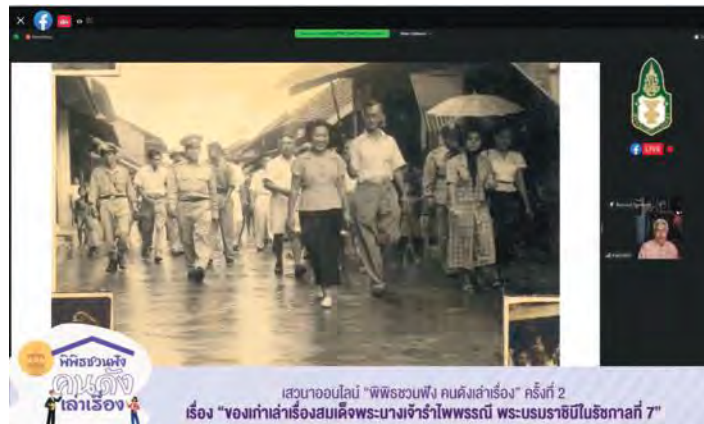 LIVE
พิพิธชวนฟัง
คนดัง
เล่าเรื่อง
เสวนาออนไลน์ "พิพิธชวนฟัง คนดังเล่าเรื่อง" ครั้งที่ 2
เรื่อง "ของเก่าเล่าเรื่องสมเด็จพระนางเจ้ารำไพพรรณี พระบรมราชินีในรัชกาลที่ 7"